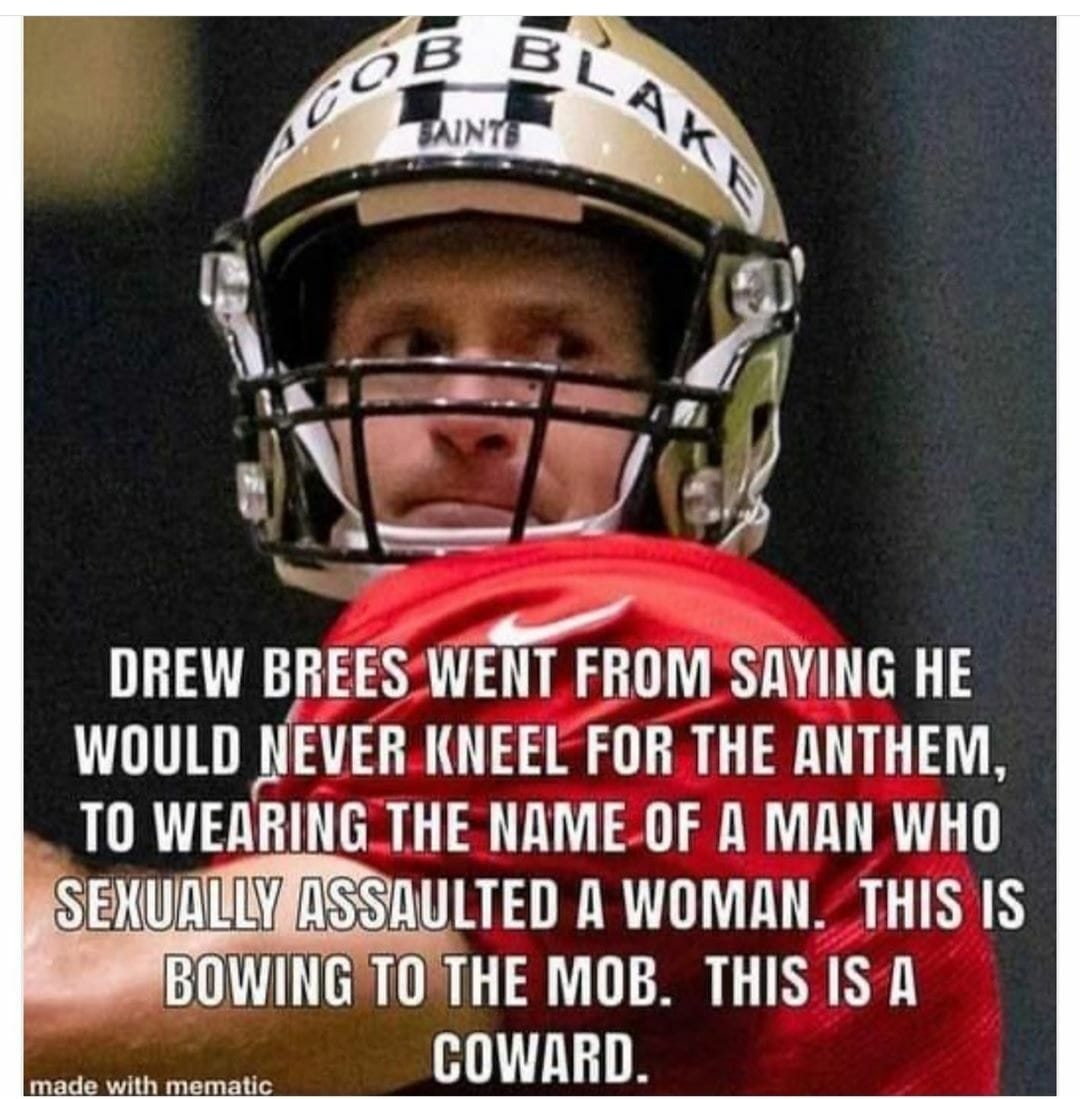 ACOB BLAKE
SAINTS
DREW BREES WENT FROM SAYING HE
WOULD NEVER KNEEL FOR THE ANTHEM,
TO WEARING THE NAME OF A MAN WHO
SEXUALLY ASSAULTED A WOMAN. THIS IS
BOWING TO THE MOB. THIS IS A
COWARD.
made with mematic